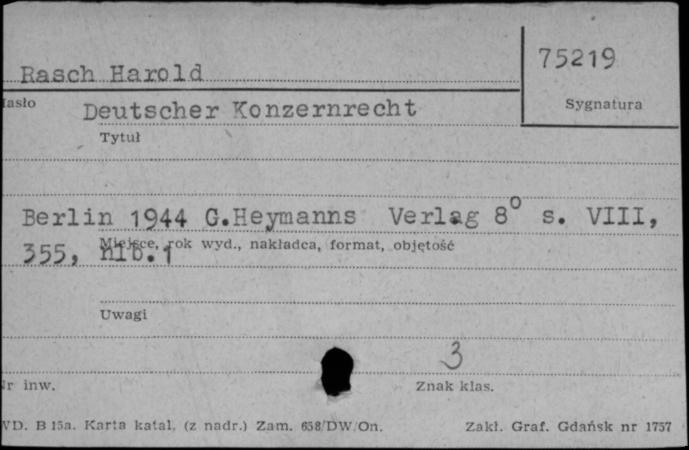 75219
Rasch Harold
Hasło
Sygnatura
Deutscher Konzernrecht
Tytuł
Berlin 1944 G.Heymanns Verlag 8° s. VIII,
Miejsce, rok wyd., nakładca, format, objętość
355, nlb.1
Uwagi
3
Nr inw.
Znak klas.
WD. B 15a. Karta katal. (z nadr.) Zam. 658/DW/On.
Zakł. Graf. Gdańsk nr 1757